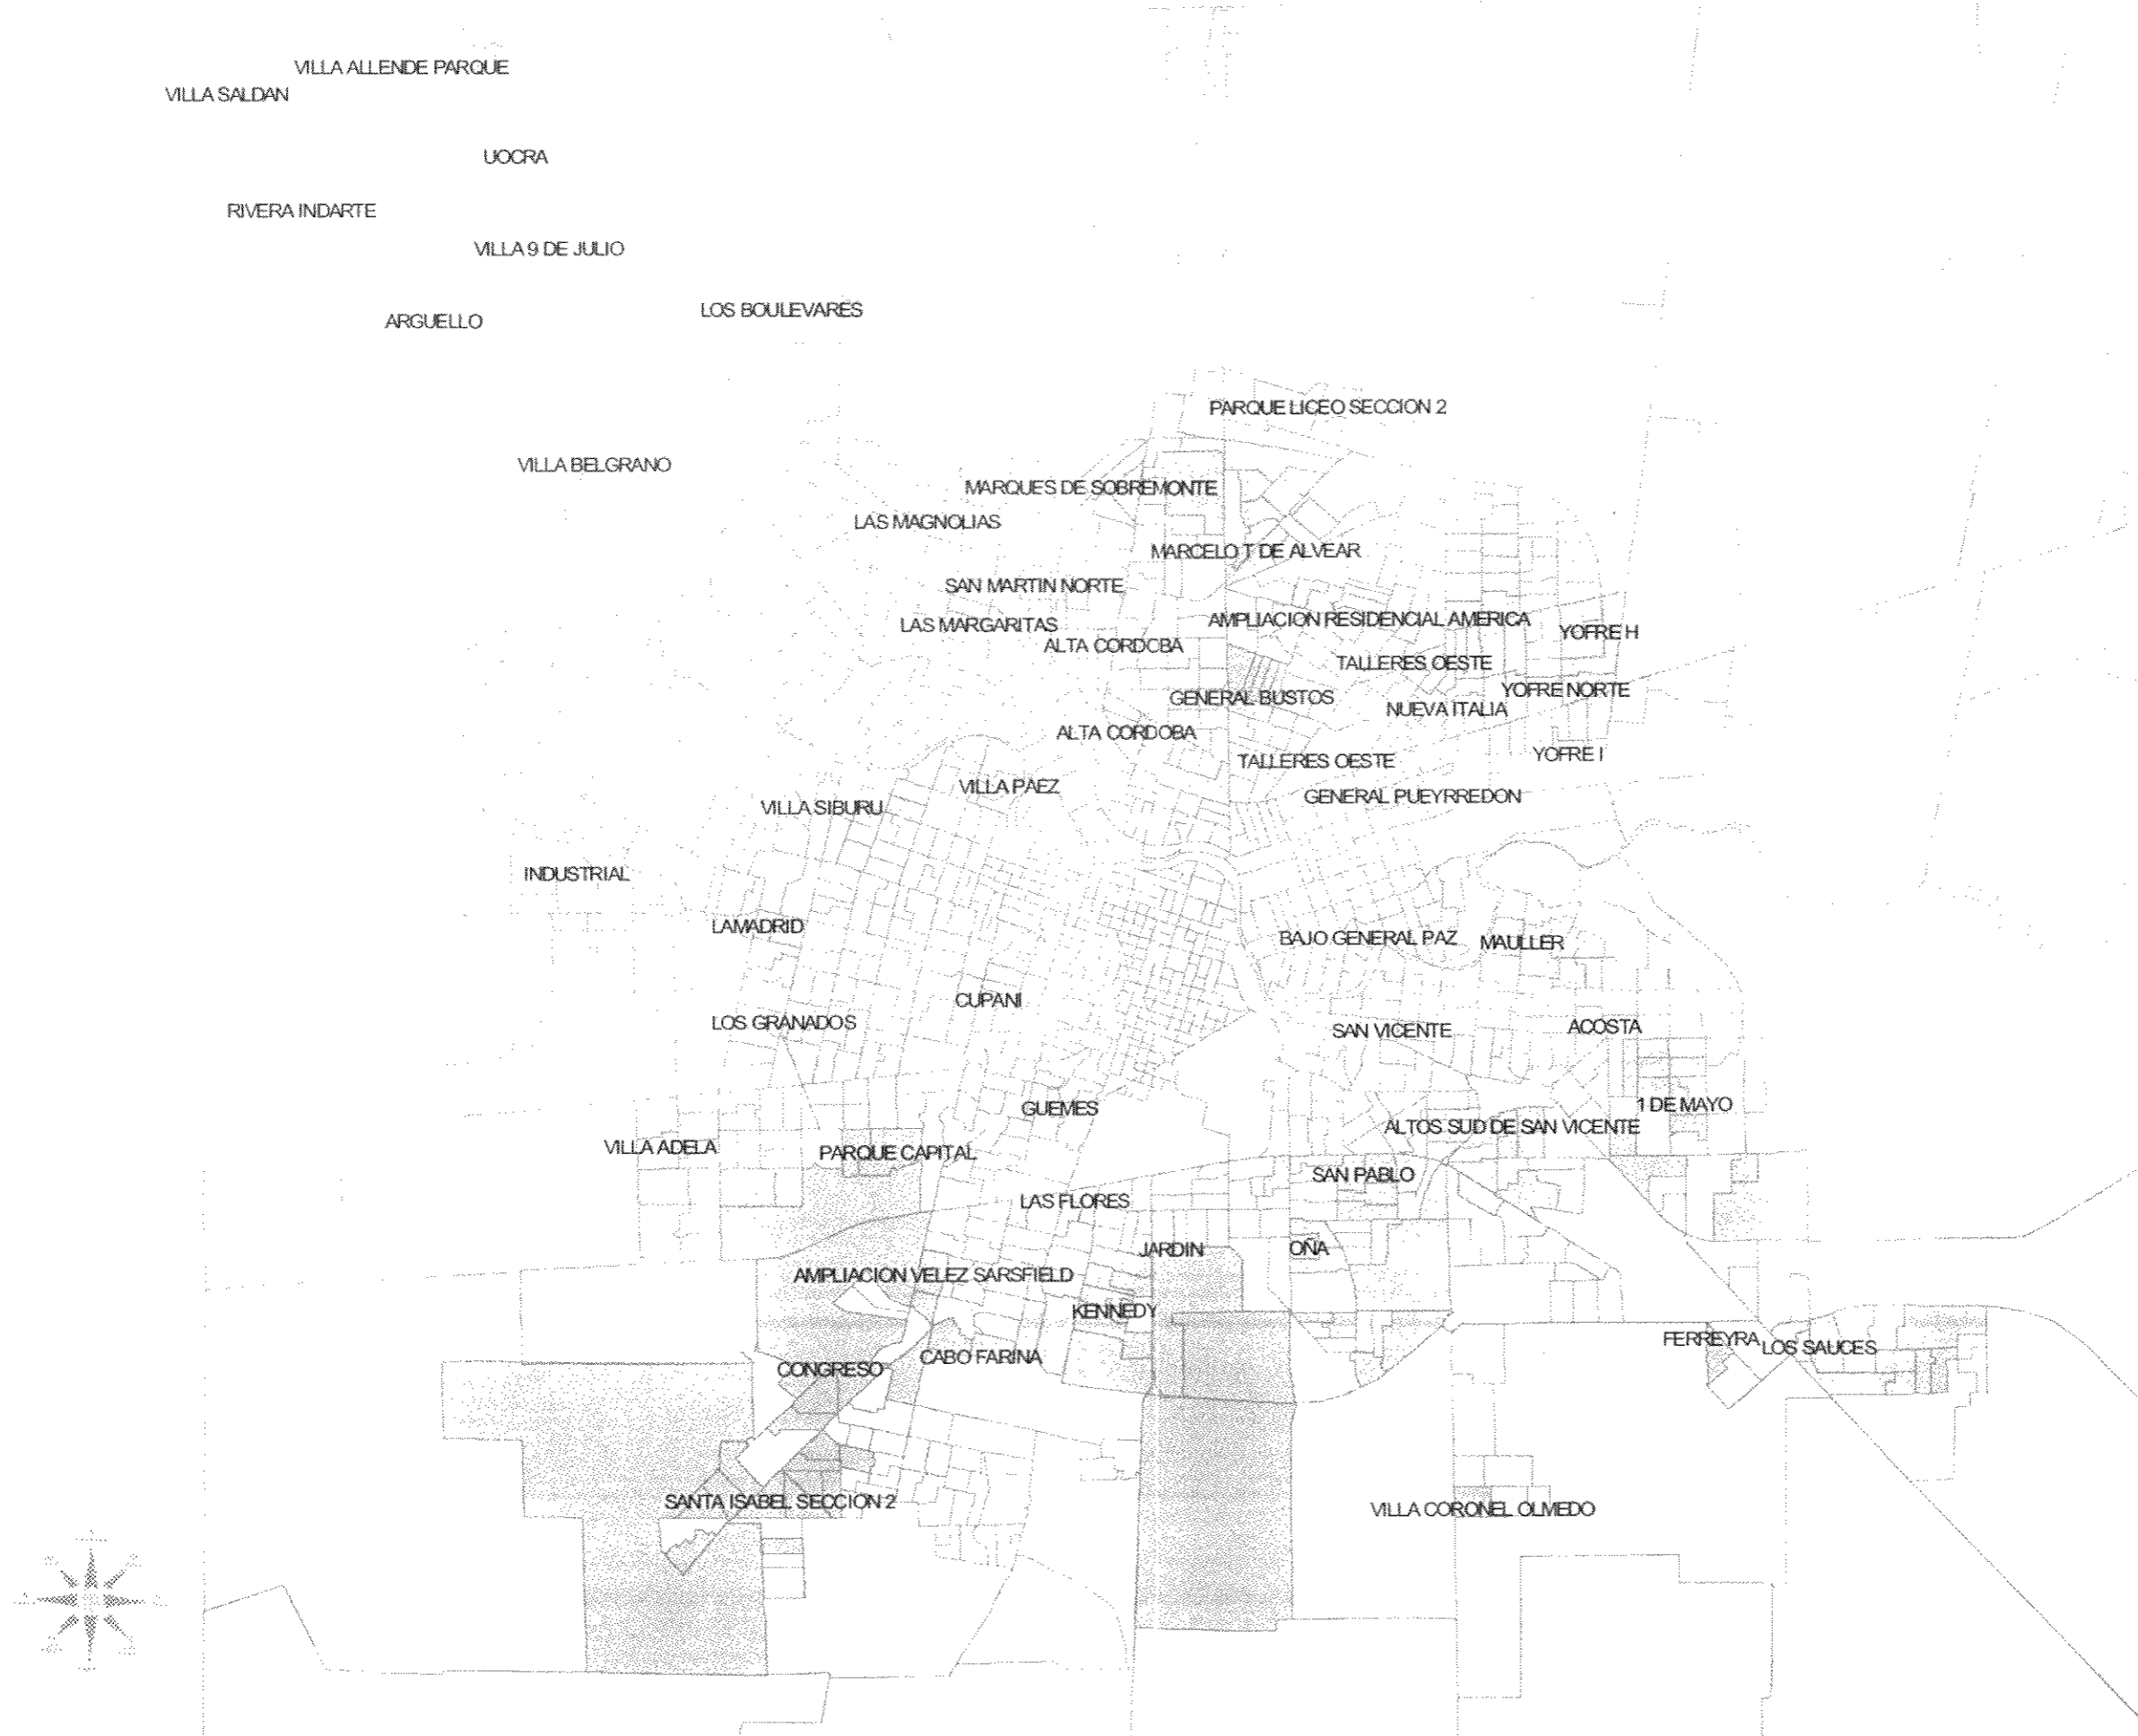 VILLA ALLENDE PARQUE
VILLA SALDAN
UOCRA
RIVERA INDARTE
VILLA 9 DE JULIO
LOS BOULEVARES
ARGUELLO
PARQUE LICEO SECCION 2
VILLA BELGRANO
MARQUES DE SOBREMONTE
LAS MAGNOLIAS
MARCELO T DE ALVEAR
SAN MARTIN NORTE
AMPLIACION RESIDENCIAL AMERICA
LAS MARGARITAS
YOFRE H
ALTA CORDOBA
TALLERES OESTE
YOFRE NORTE
GENERAL BUSTOS
NUEVA ITALIA
ALTA CORDOBA
YOFRE I
TALLERES OESTE
VILLA PAEZ
GENERAL PUEYRREDON
VILLA SIBURU
INDUSTRIAL
LAMADRID
BAJO GENERAL PAZ
MAULLER
CUPANI
LOS GRANADOS
ACOSTA
SAN VICENTE
1 DE MAYO
GUEMES
ALTOS SUD DE SAN VICENTE
VILLA ADELA
PARQUE CAPITAL
SAN PABLO
LAS FLORES
JARDIN
OÑA
AMPLIACION VELEZ SARSFIELD
KENNEDY
FERREYRA
LOS SAUCES
CABO FARINA
CONGRESO
SANTA ISABEL SECCION 2
VILLA CORONEL OLMEDO